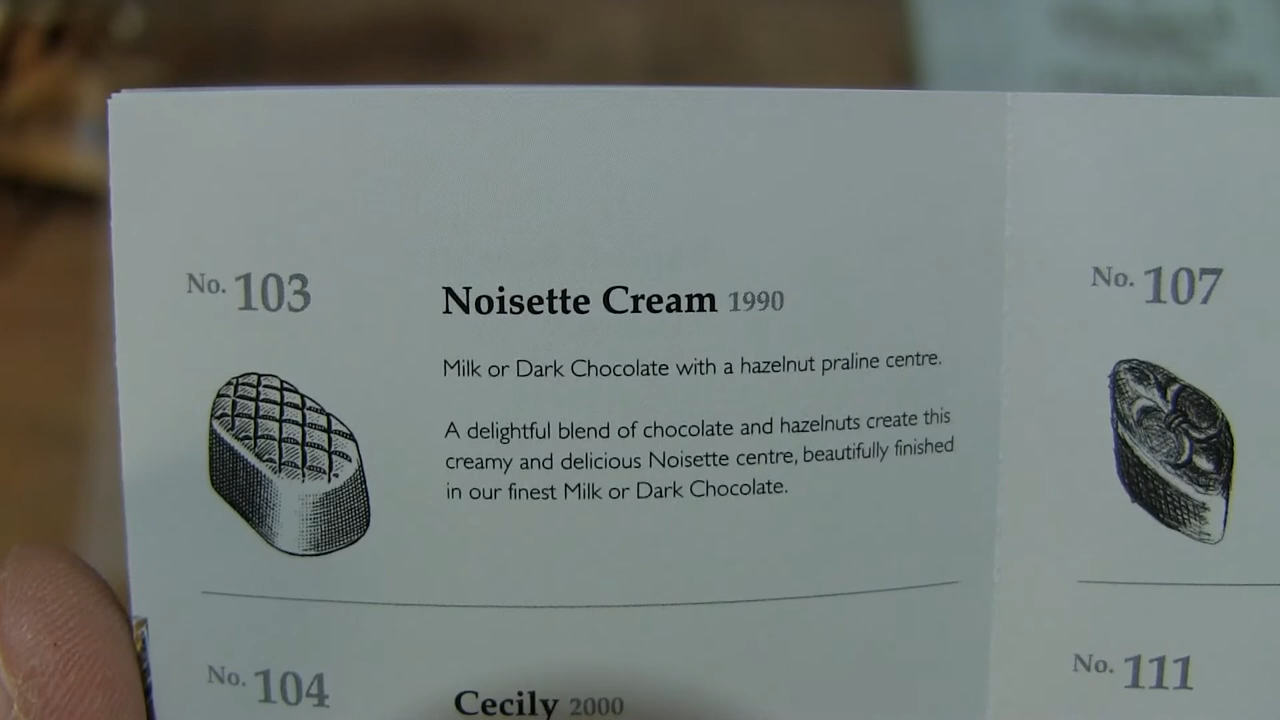 No. 103
Noisette Cream 1990
Milk or Dark Chocolate with a hazelnut praline centre.
A delightful blend of chocolate and hazelnuts create this
creamy and delicious Noisette centre, beautifully finished
in our finest Milk or Dark Chocolate.
No. 104
Cecily 2000
No. 107
No. 111